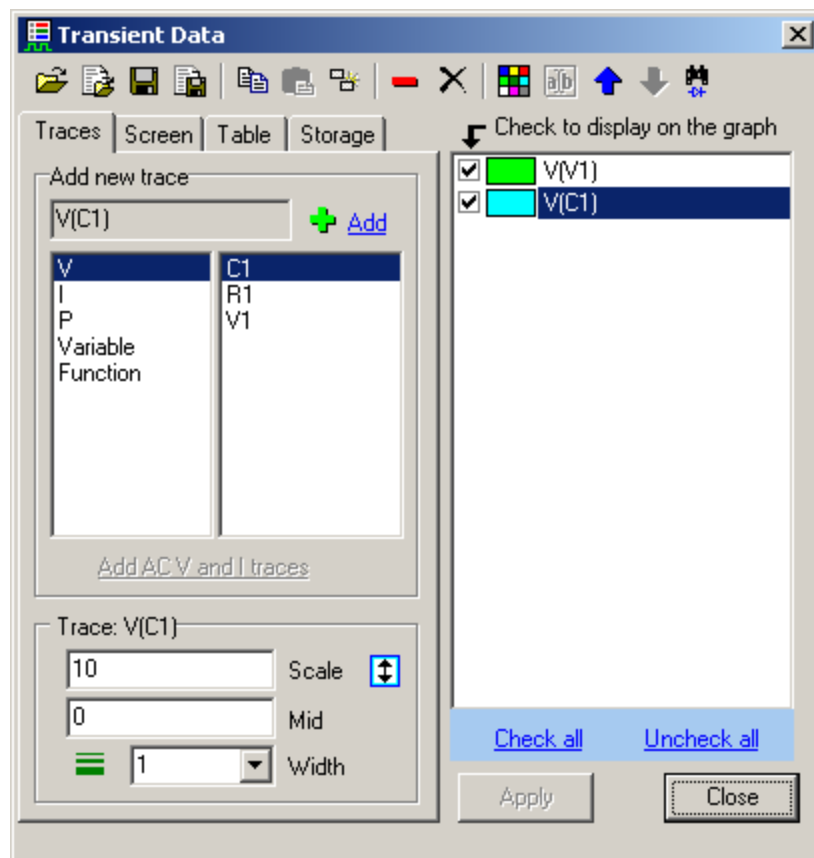 Transient Data
Traces Screen Table Storage
Check to display on the graph
Add new trace
V(C1) Add
V
I
P
Variable
Function
C1
R1
V1
Add AC V and I traces
Trace: V(C1)
10 Scale
0 Mid
1 Width
V(V1)
V(C1)
Check all Uncheck all
Apply Close